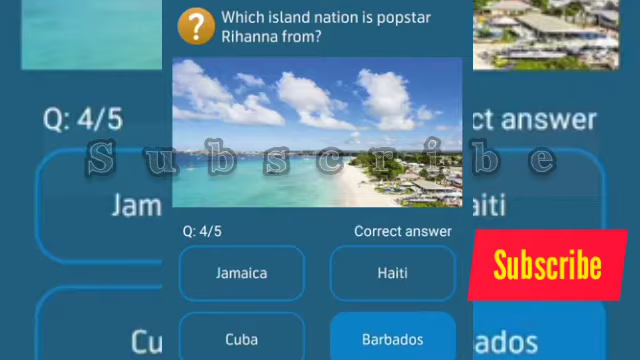 ?
Which island nation is popstar
Rihanna from?
Q: 4/5
ct answer
Subscribe
Q: 4/5
Correct answer
Jam
Jamaica
Haiti
aiti
Subscribe
Cu
Cuba
Barbados
ados